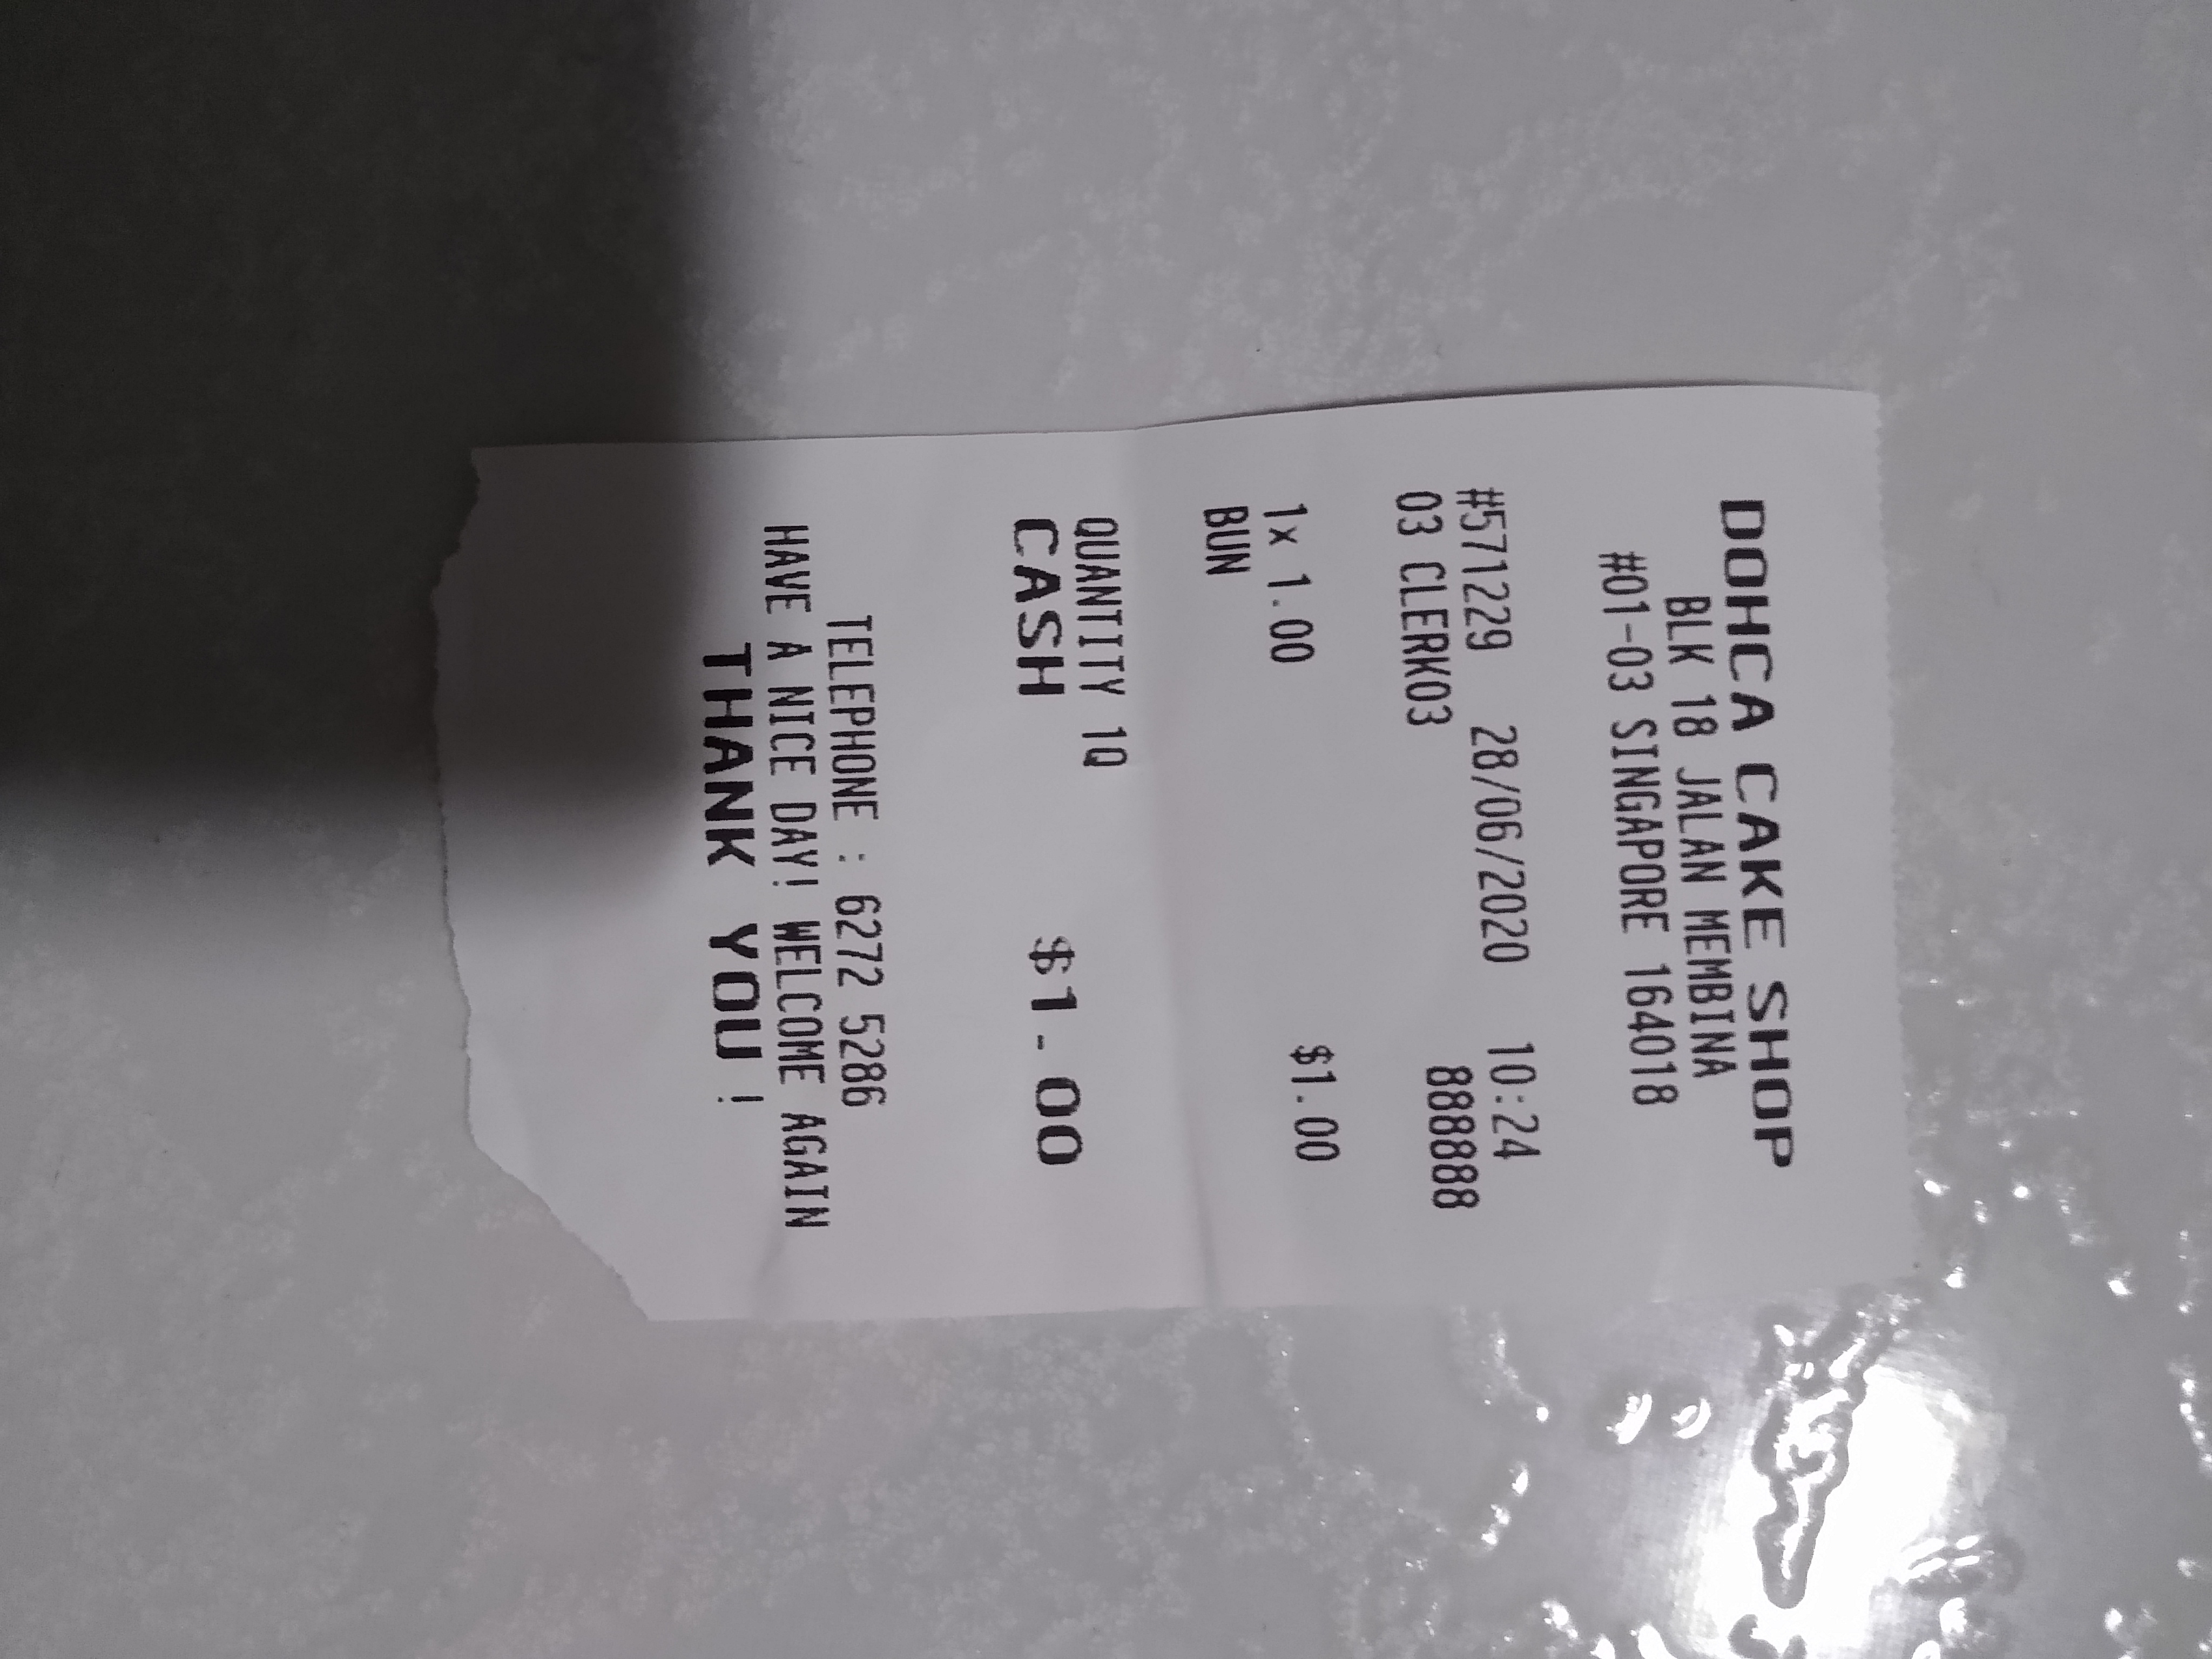 DOHCA CAKE SHOP
BLK 18 JALAN MEMBINA
#01-03 SINGAPORE 164018
#571229 28/06/2020 10:24
03 CLERK03 888888
1x 1.00 $1.00
BUN
QUANTITY 1Q
CASH $1.00
TELEPHONE : 6272 5286
HAVE A NICE DAY! WELCOME AGAIN
THANK YOU !